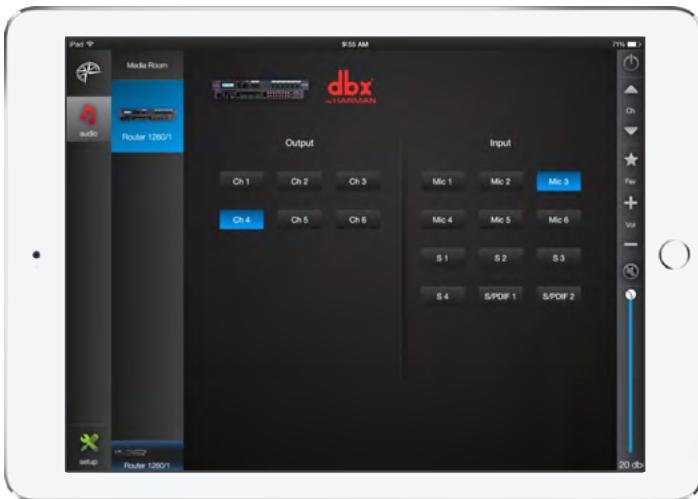 iPad 9:55 AM 71%
Media Room
audio
Router 1260/1
dbx
by HARMAN
Output
Input
Ch 1 Ch 2 Ch 3
Mic 1 Mic 2 Mic 3
Ch 4 Ch 5 Ch 6
Mic 4 Mic 5 Mic 6
S 1 S 2 S 3
S 4 S/PDIF 1 S/PDIF 2
Ch
Fav
Vol
20 db
setup
Router 1260/1